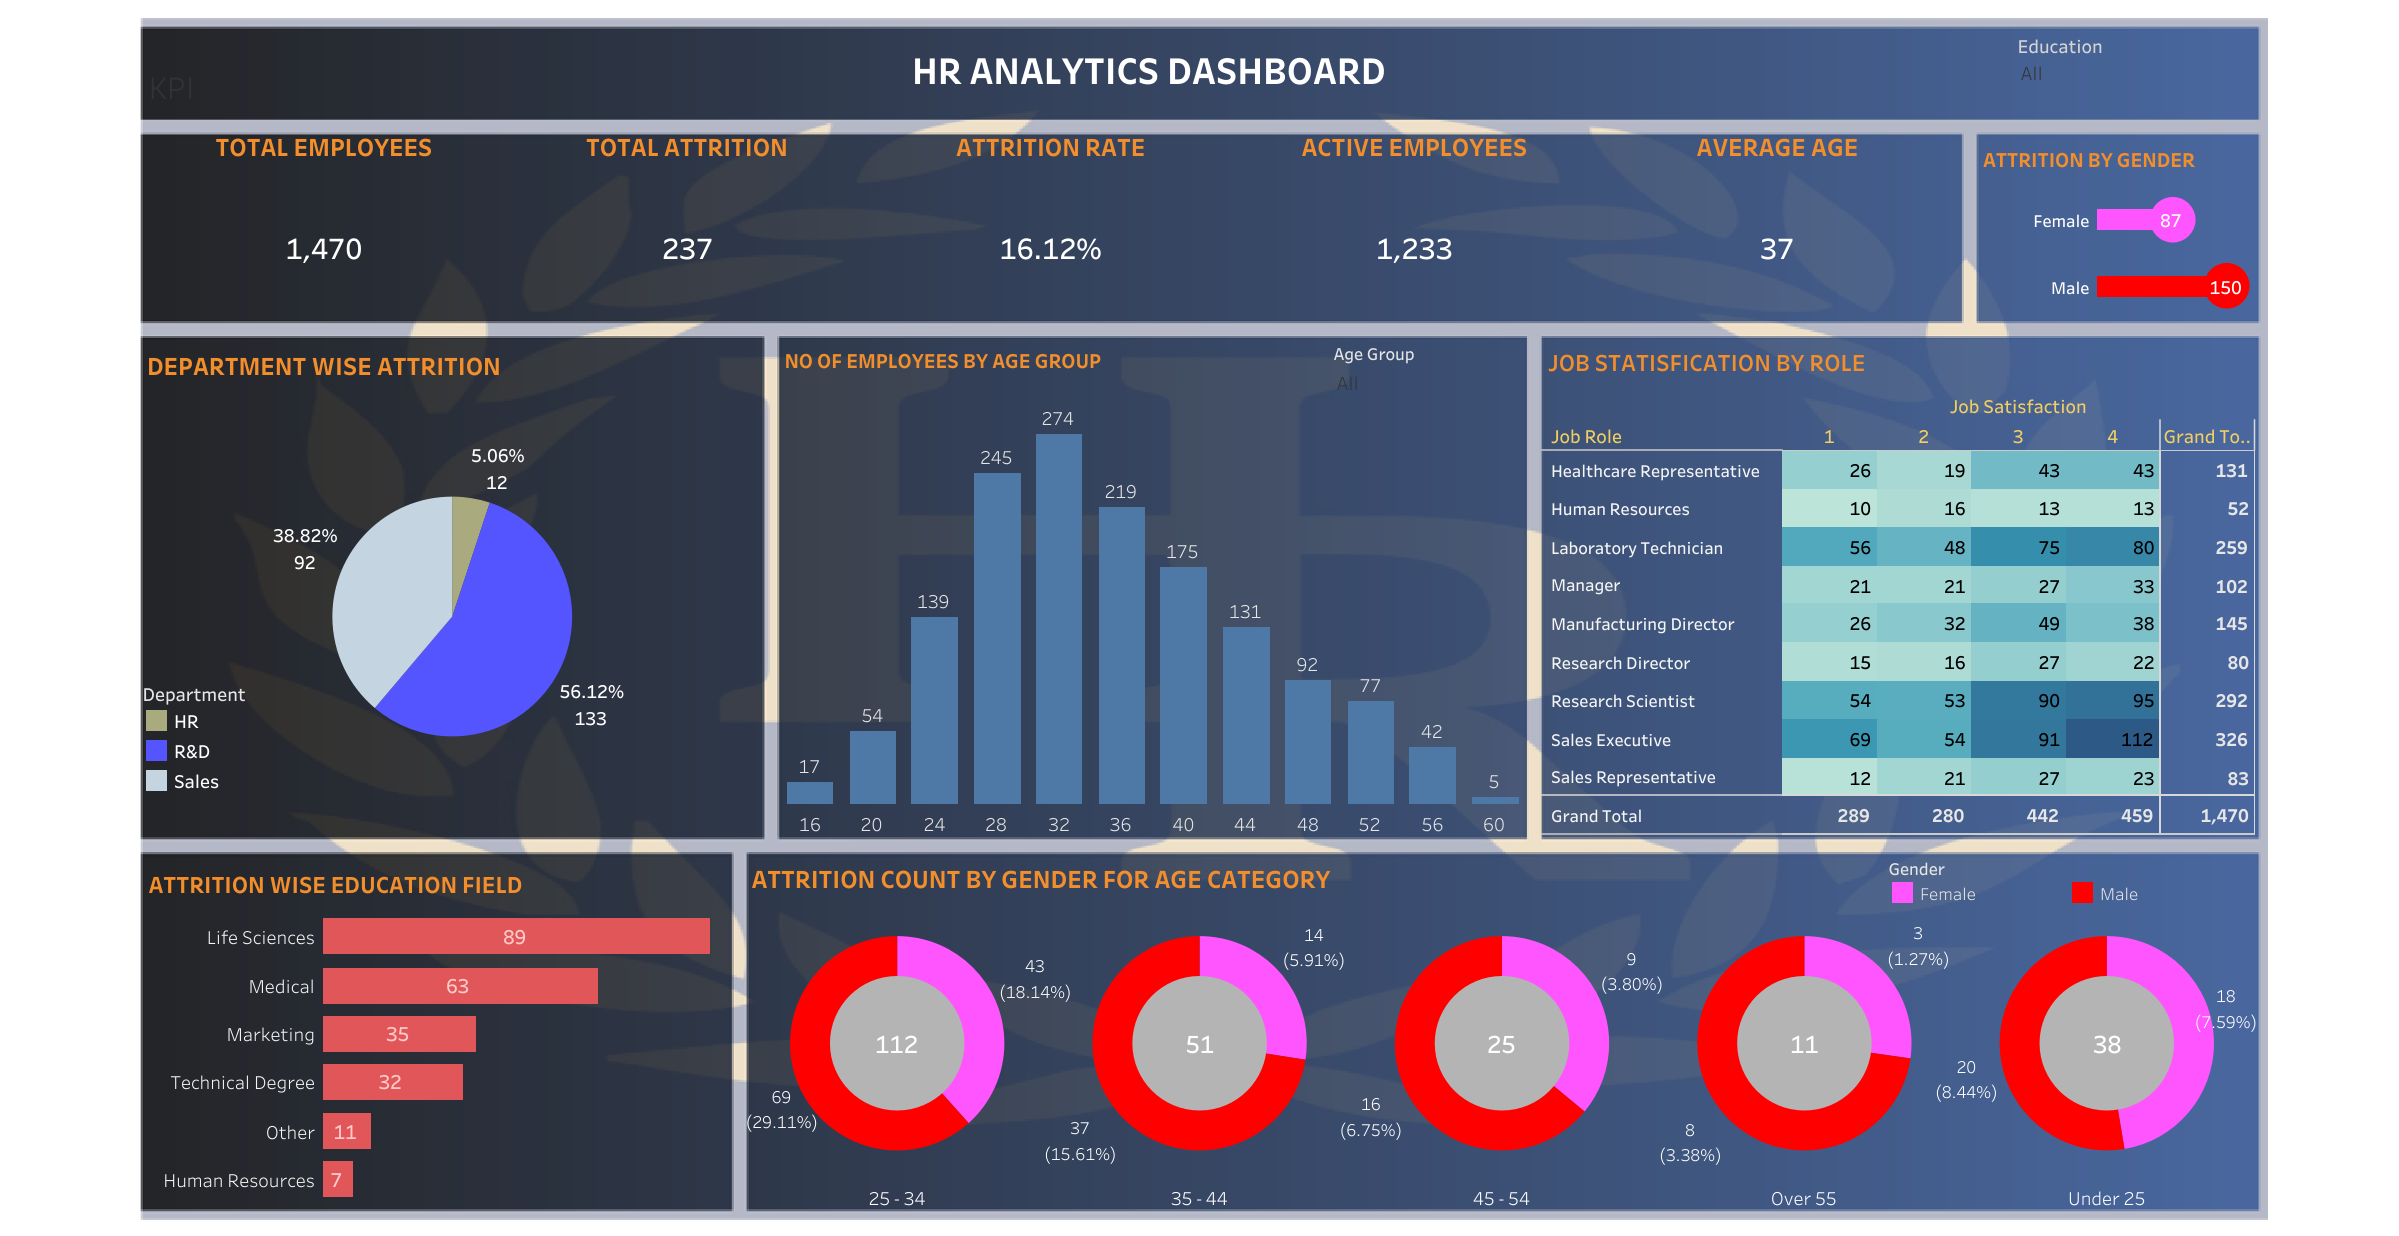 HR ANALYTICS DASHBOARD
Education
All
KPI
TOTAL EMPLOYEES
TOTAL ATTRITION
ATTRITION RATE
ACTIVE EMPLOYEES
AVERAGE AGE
1,470
237
16.12%
1,233
37
ATTRITION BY GENDER
Female
87
Male
150
DEPARTMENT WISE ATTRITION
5.06%
12
38.82%
92
56.12%
133
Department
HR
R&D
Sales
NO OF EMPLOYEES BY AGE GROUP
Age Group
All
17
54
139
245
274
219
175
131
92
77
42
5
16 20 24 28 32 36 40 44 48 52 56 60
JOB STATISFICATION BY ROLE
Job Satisfaction
Job Role 1 2 3 4 Grand To..
Healthcare Representative 26 19 43 43 131
Human Resources 10 16 13 13 52
Laboratory Technician 56 48 75 80 259
Manager 21 21 27 33 102
Manufacturing Director 26 32 49 38 145
Research Director 15 16 27 22 80
Research Scientist 54 53 90 95 292
Sales Executive 69 54 91 112 326
Sales Representative 12 21 27 23 83
Grand Total 289 280 442 459 1,470
ATTRITION WISE EDUCATION FIELD
Life Sciences 89
Medical 63
Marketing 35
Technical Degree 32
Other 11
Human Resources 7
ATTRITION COUNT BY GENDER FOR AGE CATEGORY
Gender
Female
Male
43
(18.14%)
112
69
(29.11%)
25 - 34
14
(5.91%)
51
37
(15.61%)
35 - 44
9
(3.80%)
25
16
(6.75%)
45 - 54
3
(1.27%)
11
8
(3.38%)
Over 55
18
(7.59%)
38
20
(8.44%)
Under 25